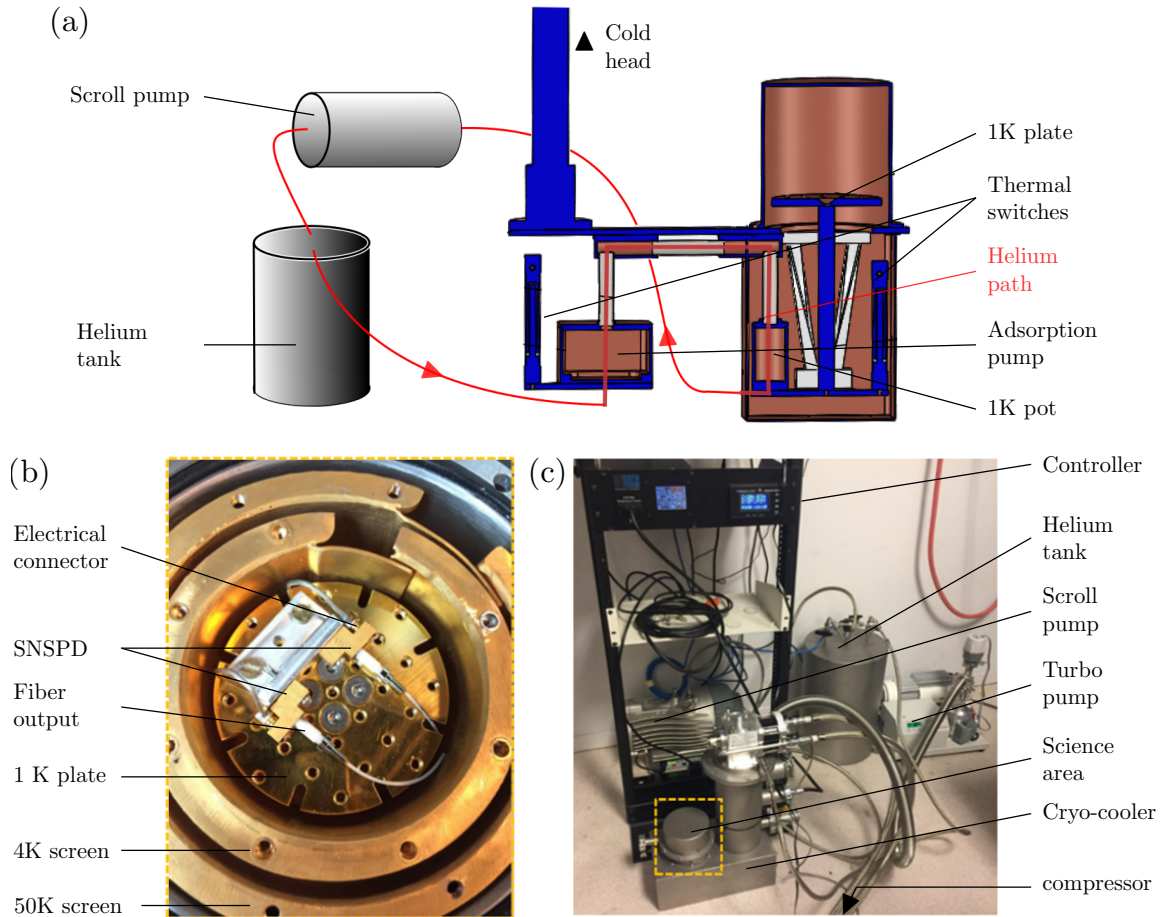 (a)
Cold
head
Scroll pump
1K plate
Thermal
switches
Helium
path
Helium
tank
Adsorption
pump
1K pot
(b)
Electrical
connector
SNSPD
Fiber
output
1 K plate
4K screen
50K screen
(c)
Controller
Helium
tank
Scroll
pump
Turbo
pump
Science
area
Cryo-cooler
compressor